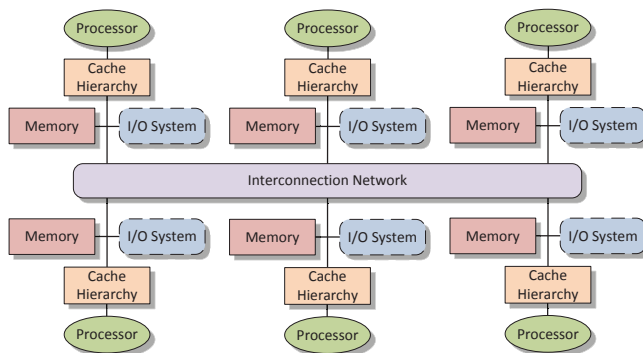 Processor Processor Processor
Cache Hierarchy Cache Hierarchy Cache Hierarchy
Memory I/O System Memory I/O System Memory I/O System
Interconnection Network
Memory I/O System Memory I/O System Memory I/O System
Cache Hierarchy Cache Hierarchy Cache Hierarchy
Processor Processor Processor